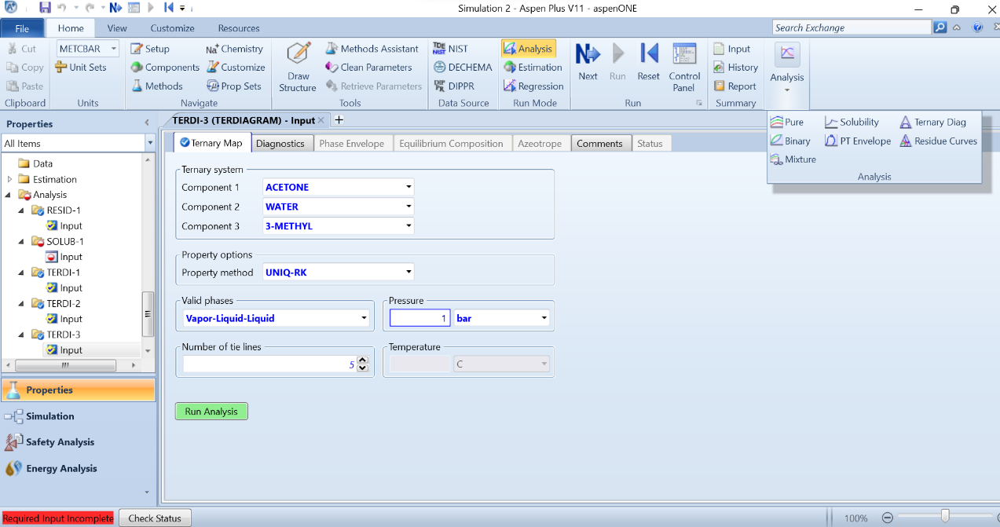 Simulation 2 - Aspen Plus V11 - aspenONE
File Home View Customize Resources
Search Exchange
Cut METCBAR Setup Chemistry Methods Assistant NIST Analysis Input
Copy Unit Sets Components Customize Draw Structure Clean Parameters DECHEMA Estimation Next Run Reset Control Panel History Analysis
Paste Methods Prop Sets Retrieve Parameters DIPPR Regression Report
Clipboard Units Navigate Tools Data Source Run Mode Run Summary
Pure Solubility Ternary Diag
Binary PT Envelope Residue Curves
Mixture
Analysis
Properties
All Items
Data
Estimation
Analysis
RESID-1
Input
SOLUB-1
Input
TERDI-1
Input
TERDI-2
Input
TERDI-3
Input
Properties
Simulation
Safety Analysis
Energy Analysis
TERDI-3 (TERDIAGRAM) - Input
Ternary Map Diagnostics Phase Envelope Equilibrium Composition Azeotrope Comments Status
Ternary system
Component 1 ACETONE
Component 2 WATER
Component 3 3-METHYL
Property options
Property method UNIQ-RK
Valid phases
Vapor-Liquid-Liquid
Pressure
1 bar
Number of tie lines
5
Temperature
C
Run Analysis
Required Input Incomplete Check Status 100%